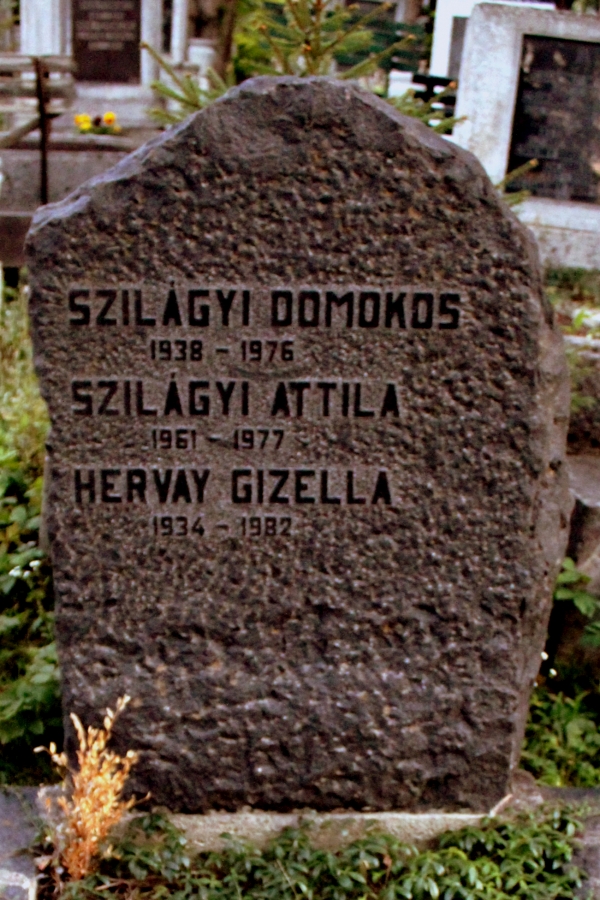 SZILÁGYI DOMOKOS
1938 – 1976
SZILÁGYI ATTILA
1961 – 1977
HERVAY GIZELLA
1934 – 1982